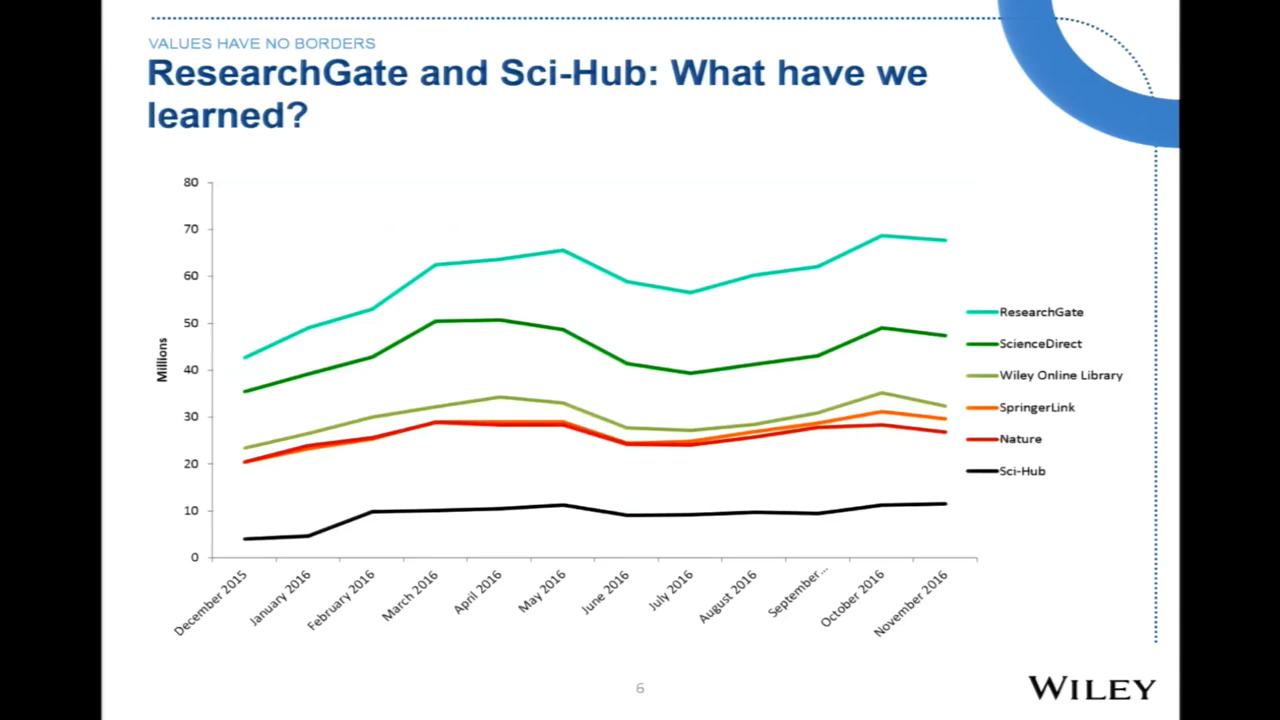 VALUES HAVE NO BORDERS
ResearchGate and Sci-Hub: What have we
learned?
80
70
60
50
40
30
20
10
0
Millions
December 2015
January 2016
February 2016
March 2016
April 2016
May 2016
June 2016
July 2016
August 2016
September...
October 2016
November 2016
ResearchGate
ScienceDirect
Wiley Online Library
SpringerLink
Nature
Sci-Hub
6
WILEY